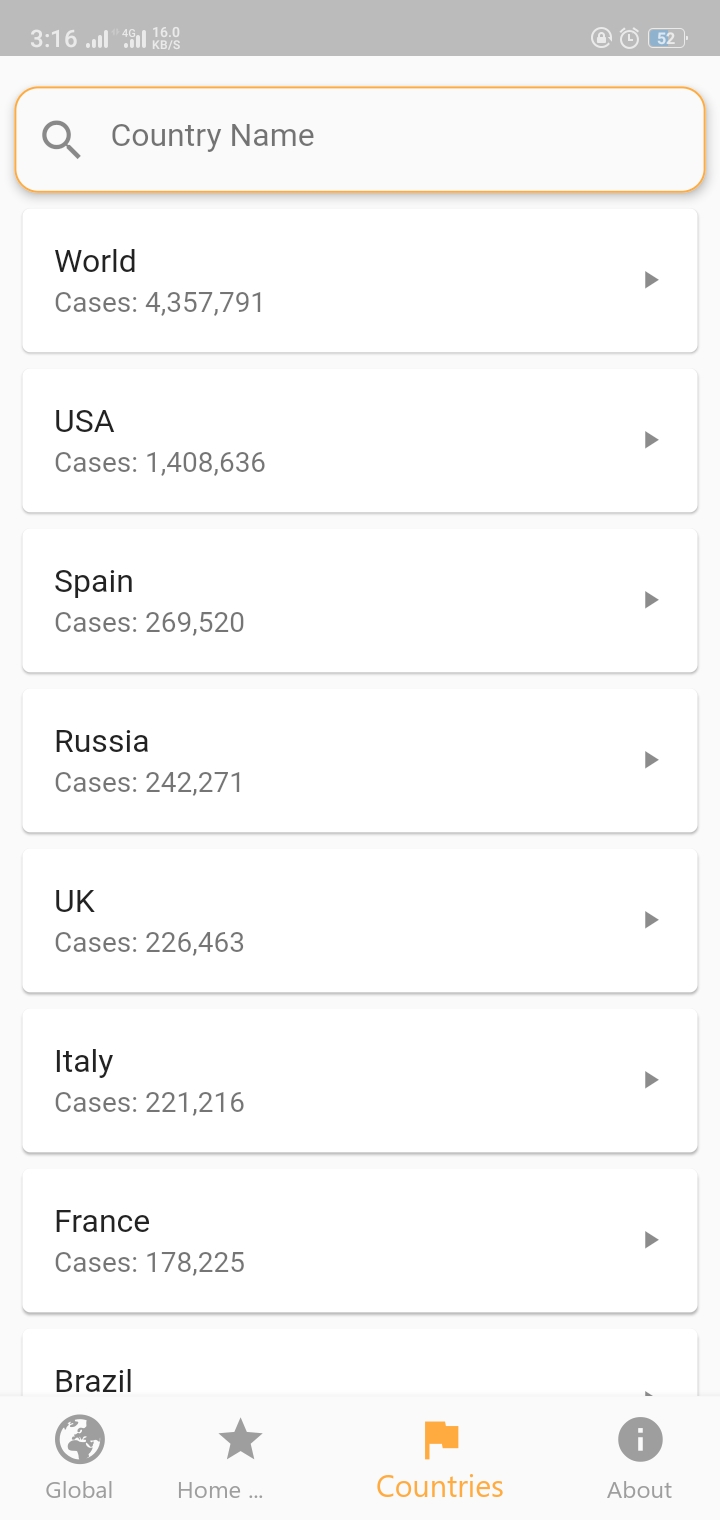 3:16 4G 16.0 KB/S 52
Country Name
World
Cases: 4,357,791
USA
Cases: 1,408,636
Spain
Cases: 269,520
Russia
Cases: 242,271
UK
Cases: 226,463
Italy
Cases: 221,216
France
Cases: 178,225
Brazil
Global Home ... Countries About